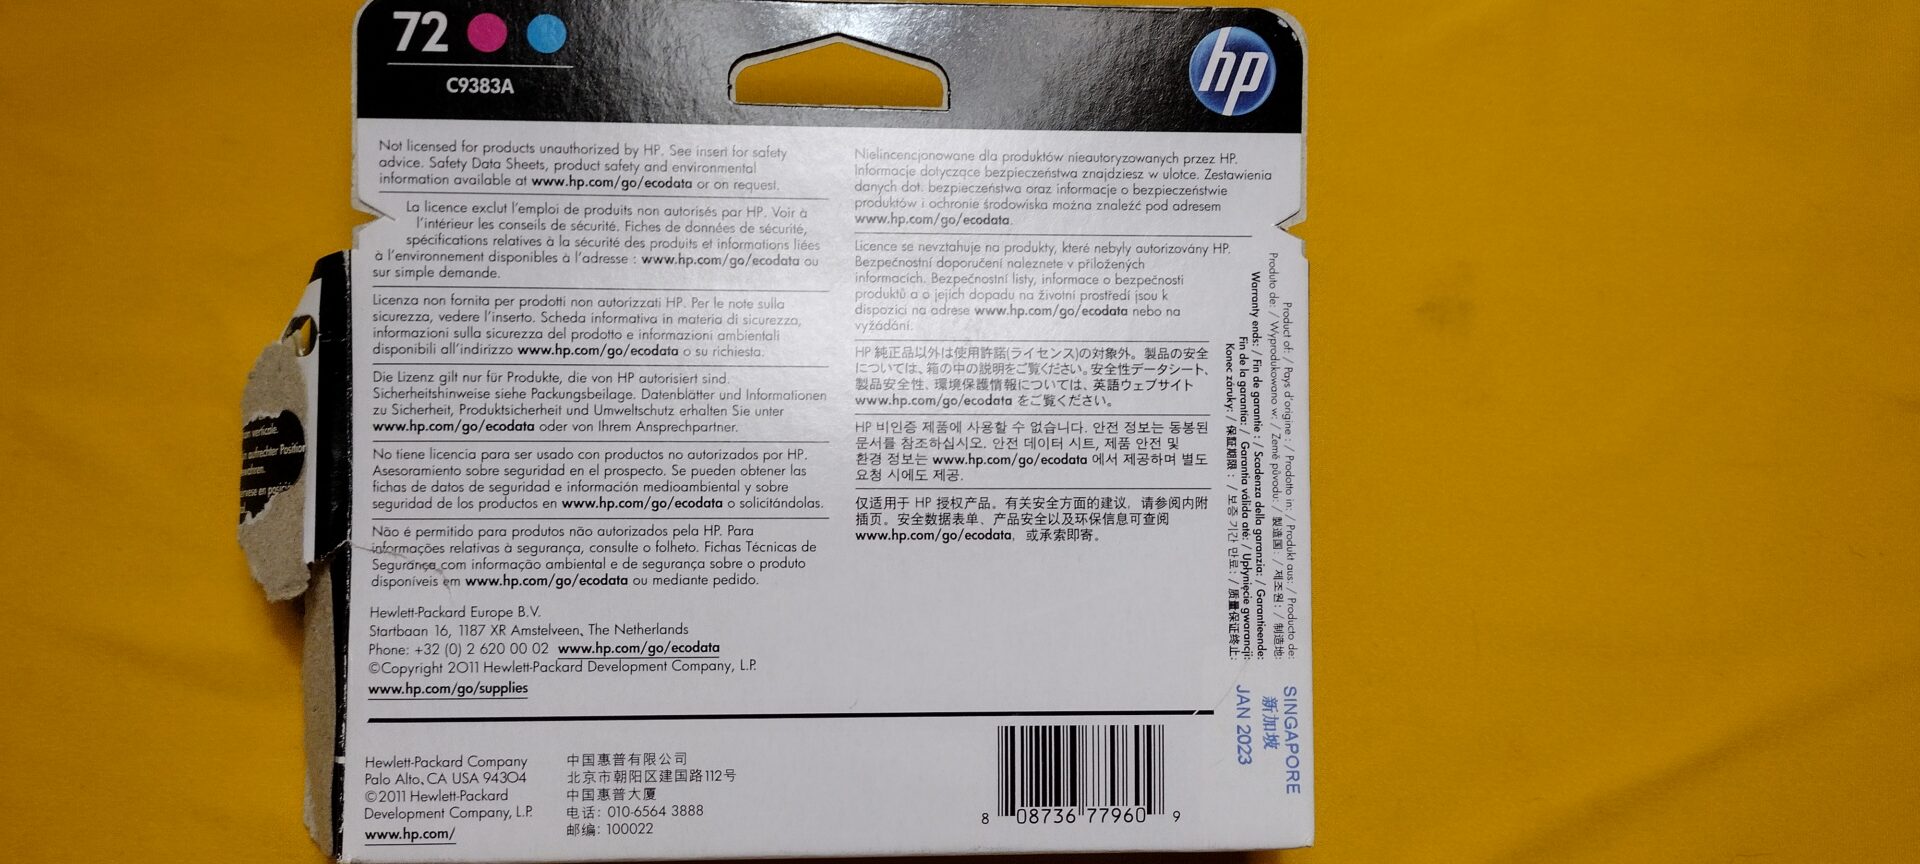 72
C9383A
hp
Not licensed for products unauthorized by HP. See insert for safety
advice. Safety Data Sheets, product safety and environmental
information available at www.hp.com/go/ecodata or on request.
La licence exclut l'emploi de produits non autorisés par HP. Voir à
l'intérieur les conseils de sécurité. Fiches de données de sécurité,
spécifications relatives à la sécurité des produits et informations liées
à l'environnement disponibles à l'adresse : www.hp.com/go/ecodata ou
sur simple demande.
Licenza non fornita per prodotti non autorizzati HP. Per le note sulla
sicurezza, vedere l'inserto. Scheda informativa in materia di sicurezza,
informazioni sulla sicurezza del prodotto e informazioni ambientali
disponibili all'indirizzo www.hp.com/go/ecodata o su richiesta.
Die Lizenz gilt nur für Produkte, die von HP autorisiert sind.
Sicherheitshinweise siehe Packungsbeilage. Datenblätter und Informationen
zu Sicherheit, Produktsicherheit und Umweltschutz erhalten Sie unter
www.hp.com/go/ecodata oder von Ihrem Ansprechpartner.
No tiene licencia para ser usado con productos no autorizados por HP.
Asesoramiento sobre seguridad en el prospecto. Se pueden obtener las
fichas de datos de seguridad e información medioambiental y sobre
seguridad de los productos en www.hp.com/go/ecodata o solicitándolas.
Não é permitido para produtos não autorizados pela HP. Para
informações relativas à segurança, consulte o folheto. Fichas Técnicas de
Segurança com informação ambiental e de segurança sobre o produto
disponíveis em www.hp.com/go/ecodata ou mediante pedido.
Hewlett-Packard Europe B.V.
Startbaan 16, 1187 XR Amstelveen, The Netherlands
Phone: +32 (0) 2 620 00 02 www.hp.com/go/ecodata
©Copyright 2011 Hewlett-Packard Development Company, L.P.
www.hp.com/go/supplies
Nielincencjonowane dla produktów nieautoryzowanych przez HP.
Informacje dotyczące bezpieczeństwa znajdziesz w ulotce. Zestawienia
danych dot. bezpieczeństwa oraz informacje o bezpieczeństwie
produktów i ochronie środowiska można znaleźć pod adresem
www.hp.com/go/ecodata.
Licence se nevztahuje na produkty, které nebyly autorizovány HP.
Bezpečnostní doporučení naleznete v přiložených
informacích. Bezpečnostní listy, informace o bezpečnosti
produktů a o jejich dopadu na životní prostředí jsou k
dispozici na adrese www.hp.com/go/ecodata nebo na
vyžádání.
HP 純正品以外は使用許諾(ライセンス)の対象外。製品の安全
については、箱の中の説明をご覧ください。安全性データシート、
製品安全性、環境保護情報については、英語ウェブサイト
www.hp.com/go/ecodata をご覧ください。
HP 비인증 제품에 사용할 수 없습니다. 안전 정보는 동봉된
문서를 참조하십시오. 안전 데이터 시트, 제품 안전 및
환경 정보는 www.hp.com/go/ecodata 에서 제공하며 별도
요청 시에도 제공.
仅适用于 HP 授权产品。有关安全方面的建议，请参阅内附
插页。安全数据表单、产品安全以及环保信息可查阅
www.hp.com/go/ecodata，或承索即寄。
Product of: / Pays d'origine : / Prodotto in: / Produkt aus: / Producto de:
Produto de: / Wyprodukowano w: / Země původu: / 製造国: / 제조원: / 制造地:
Warranty ends: / Fin de garantie : / Scadenza della garanzia: / Garantieende:
Fin de la garantía: / Garantia válida até: / Upłynięcie gwarancji:
Konec záruky: / 保証期限: / 보증 기간 만료: / 质量保证终止:
SINGAPORE
新加坡
JAN 2023
an verticale.
n aufrechter Position
wahren.
Hewlett-Packard Company
Palo Alto, CA USA 94304
©2011 Hewlett-Packard
Development Company, L.P.
www.hp.com/
中国惠普有限公司
北京市朝阳区建国路112号
中国惠普大厦
电话: 010-6564 3888
邮编: 100022
8 08736 77960 9